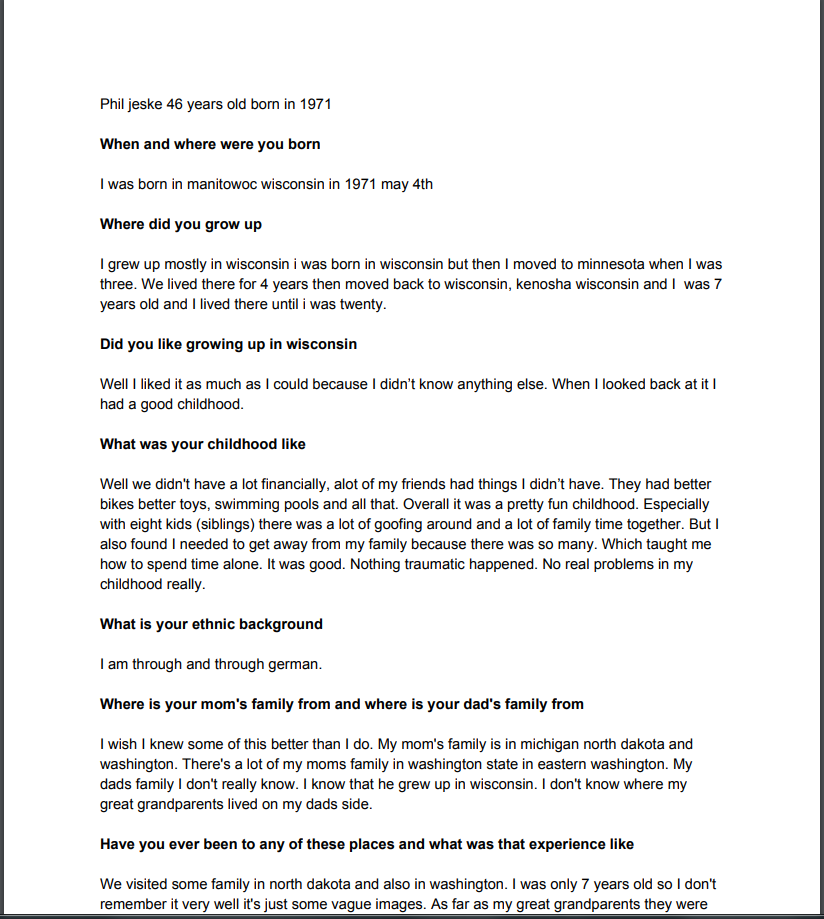 Phil jeske 46 years old born in 1971
When and where were you born
I was born in manitowoc wisconsin in 1971 may 4th
Where did you grow up
I grew up mostly in wisconsin i was born in wisconsin but then I moved to minnesota when I was
three. We lived there for 4 years then moved back to wisconsin, kenosha wisconsin and I  was 7
years old and I lived there until i was twenty.
Did you like growing up in wisconsin
Well I liked it as much as I could because I didn’t know anything else. When I looked back at it I
had a good childhood.
What was your childhood like
Well we didn't have a lot financially, alot of my friends had things I didn’t have. They had better
bikes better toys, swimming pools and all that. Overall it was a pretty fun childhood. Especially
with eight kids (siblings) there was a lot of goofing around and a lot of family time together. But I
also found I needed to get away from my family because there was so many. Which taught me
how to spend time alone. It was good. Nothing traumatic happened. No real problems in my
childhood really.
What is your ethnic background
I am through and through german.
Where is your mom's family from and where is your dad's family from
I wish I knew some of this better than I do. My mom's family is in michigan north dakota and
washington. There's a lot of my moms family in washington state in eastern washington. My
dads family I don't really know. I know that he grew up in wisconsin. I don't know where my
great grandparents lived on my dads side.
Have you ever been to any of these places and what was that experience like
We visited some family in north dakota and also in washington. I was only 7 years old so I don't
remember it very well it's just some vague images. As far as my great grandparents they were